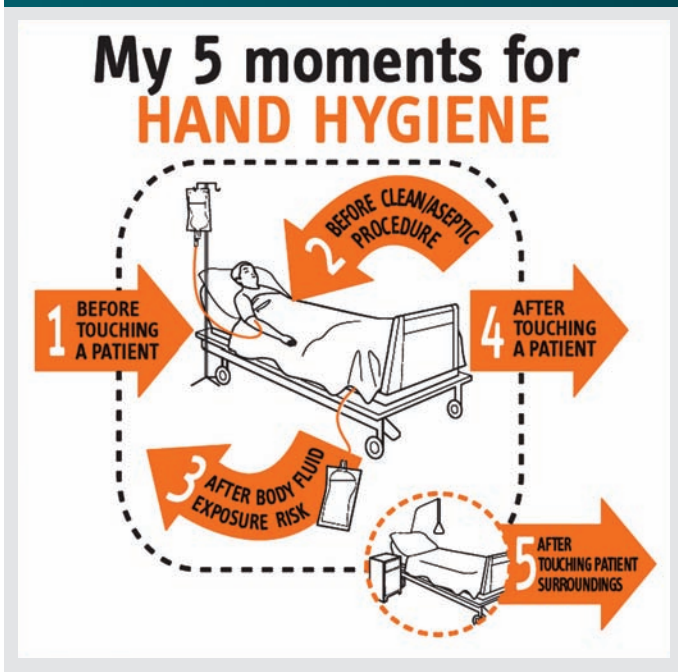 My 5 moments for
HAND HYGIENE
1
BEFORE
TOUCHING
A PATIENT
2
BEFORE CLEAN/ASEPTIC
PROCEDURE
3
AFTER BODY FLUID
EXPOSURE RISK
4
AFTER
TOUCHING
A PATIENT
5
AFTER
TOUCHING PATIENT
SURROUNDINGS